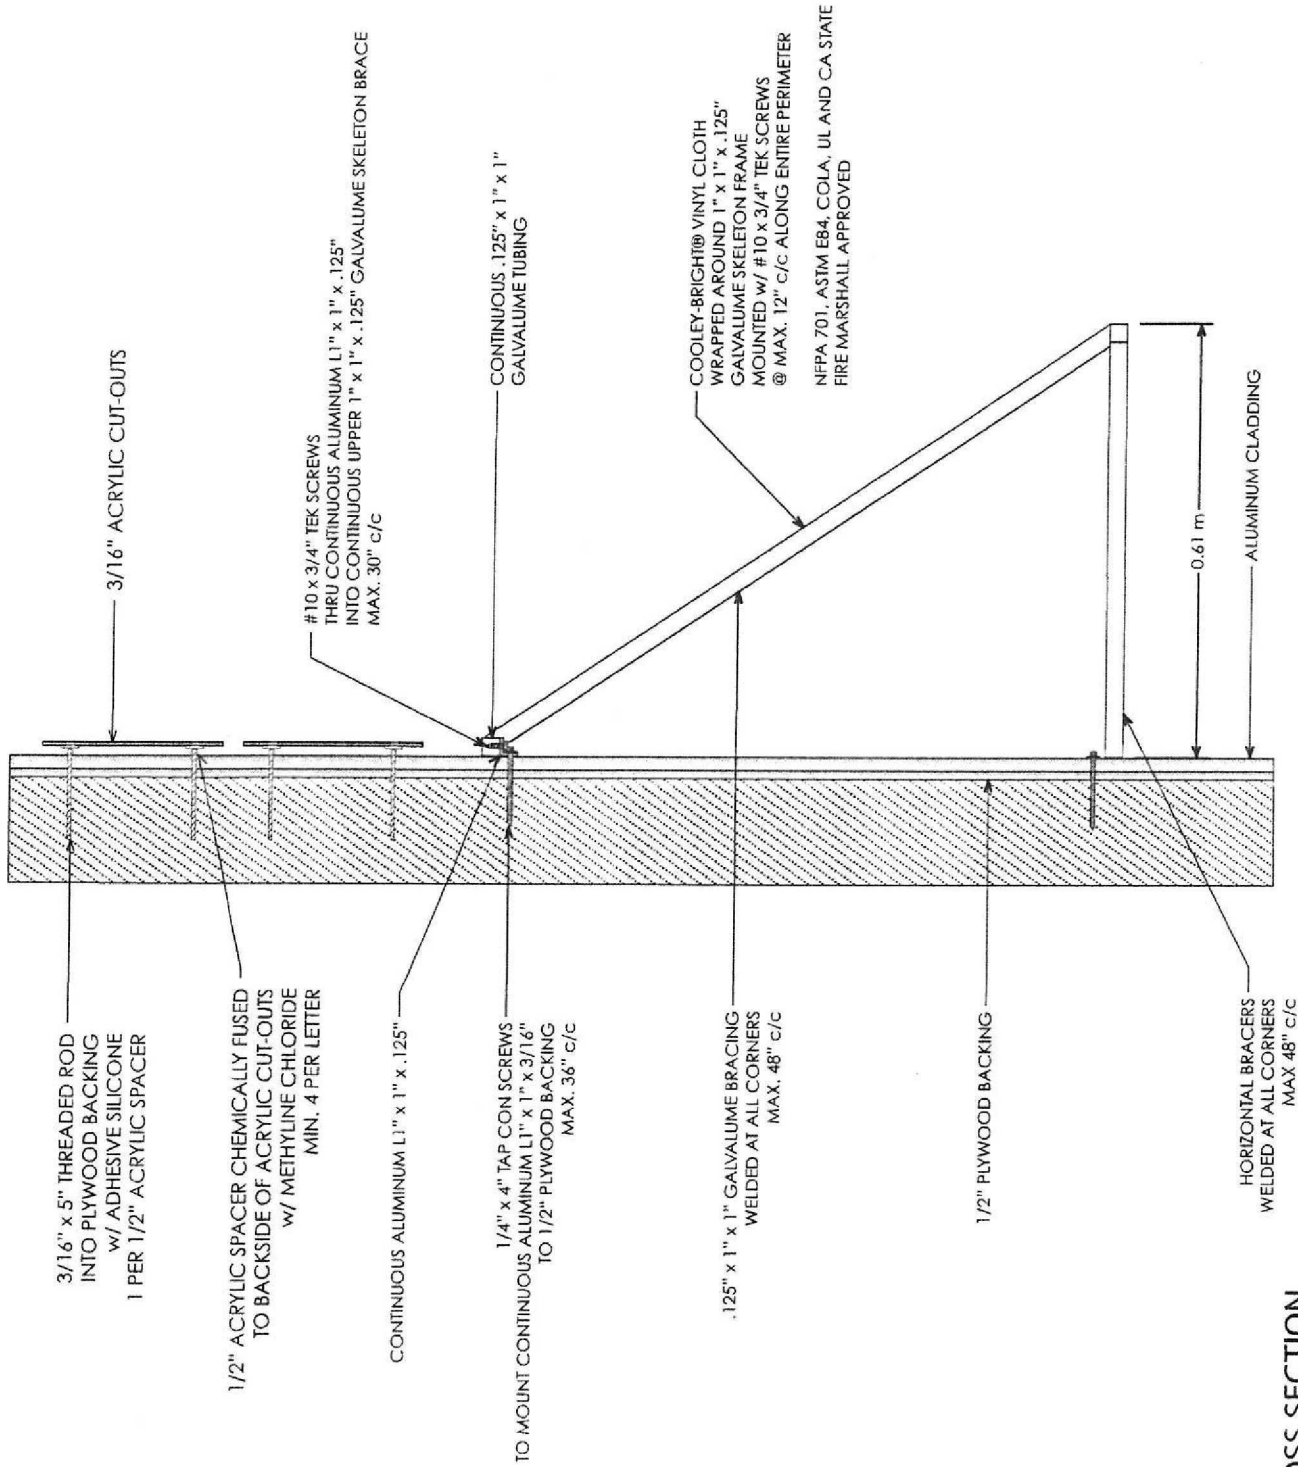 3/16" ACRYLIC CUT-OUTS
#10 x 3/4" TEK SCREWS
THRU CONTINUOUS ALUMINUM L1" x 1" x .125"
INTO CONTINUOUS UPPER 1" x 1" x .125" GALVALUME SKELETON BRACE
MAX. 30" c/c
CONTINUOUS .125" x 1" x 1"
GALVALUME TUBING
COOLEY-BRIGHT® VINYL CLOTH
WRAPPED AROUND 1" x 1" x .125"
GALVALUME SKELETON FRAME
MOUNTED w/ #10 x 3/4" TEK SCREWS
@ MAX. 12" c/c ALONG ENTIRE PERIMETER
NFPA 701, ASTM E84, COLA, UL AND CA STATE
FIRE MARSHALL APPROVED
0.61 m
ALUMINUM CLADDING
3/16" x 5" THREADED ROD
INTO PLYWOOD BACKING
w/ ADHESIVE SILICONE
1 PER 1/2" ACRYLIC SPACER
1/2" ACRYLIC SPACER CHEMICALLY FUSED
TO BACKSIDE OF ACRYLIC CUT-OUTS
w/ METHYLINE CHLORIDE
MIN. 4 PER LETTER
CONTINUOUS ALUMINUM L1" x 1" x .125"
1/4" x 4" TAP CON SCREWS
TO MOUNT CONTINUOUS ALUMINUM L1" x 1" x 3/16"
TO 1/2" PLYWOOD BACKING
MAX. 36" c/c
.125" x 1" x 1" GALVALUME BRACING
WELDED AT ALL CORNERS
MAX. 48" c/c
1/2" PLYWOOD BACKING
HORIZONTAL BRACERS
WELDED AT ALL CORNERS
MAX 48" c/c
SECTION